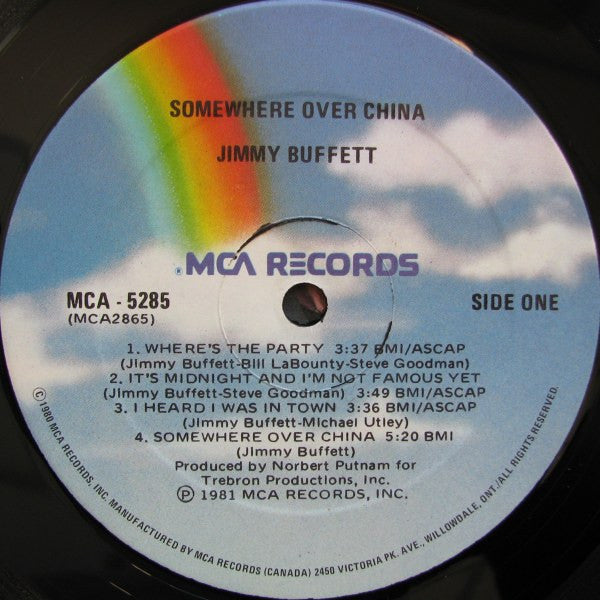 SOMEWHERE OVER CHINA
JIMMY BUFFETT
MCA RECORDS
MCA - 5285
(MCA2865)
SIDE ONE
1. WHERE'S THE PARTY 3:37 BMI/ASCAP
(Jimmy Buffett-Bill LaBounty-Steve Goodman)
2. IT'S MIDNIGHT AND I'M NOT FAMOUS YET
(Jimmy Buffett-Steve Goodman) 3:49 BMI/ASCAP
3. I HEARD I WAS IN TOWN 3:36 BMI/ASCAP
(Jimmy Buffett-Michael Utley)
4. SOMEWHERE OVER CHINA 5:20 BMI
(Jimmy Buffett)
Produced by Norbert Putnam for
Trebron Productions, Inc.
℗ 1981 MCA RECORDS, INC.
©1980 MCA RECORDS, INC. MANUFACTURED BY MCA RECORDS (CANADA) 2450 VICTORIA PK. AVE., WILLOWDALE, ONT./ALL RIGHTS RESERVED.